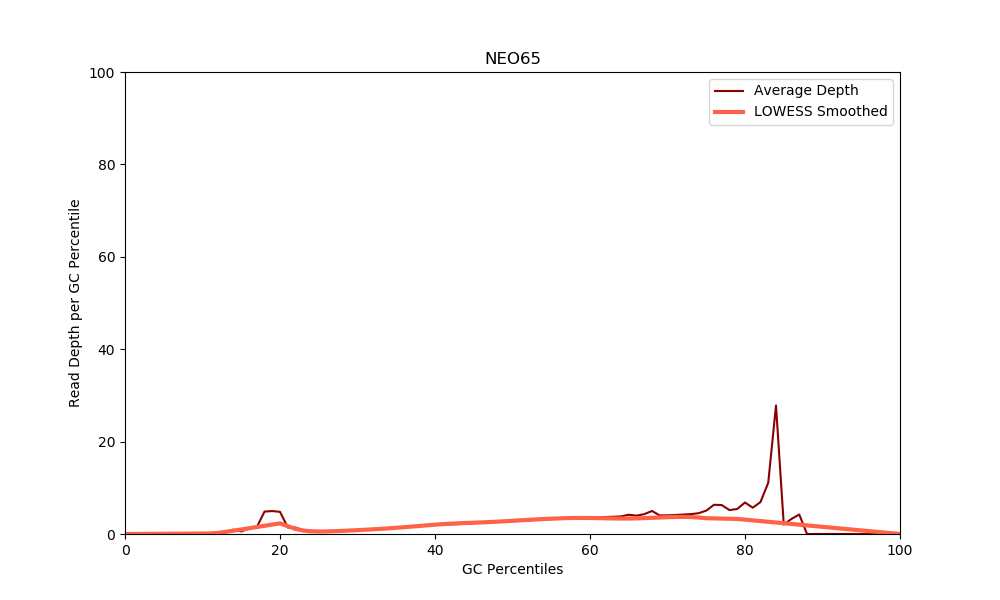 NEO65
100
80
60
40
20
0
Read Depth per GC Percentile
Average Depth
LOWESS Smoothed
0 20 40 60 80 100
GC Percentiles